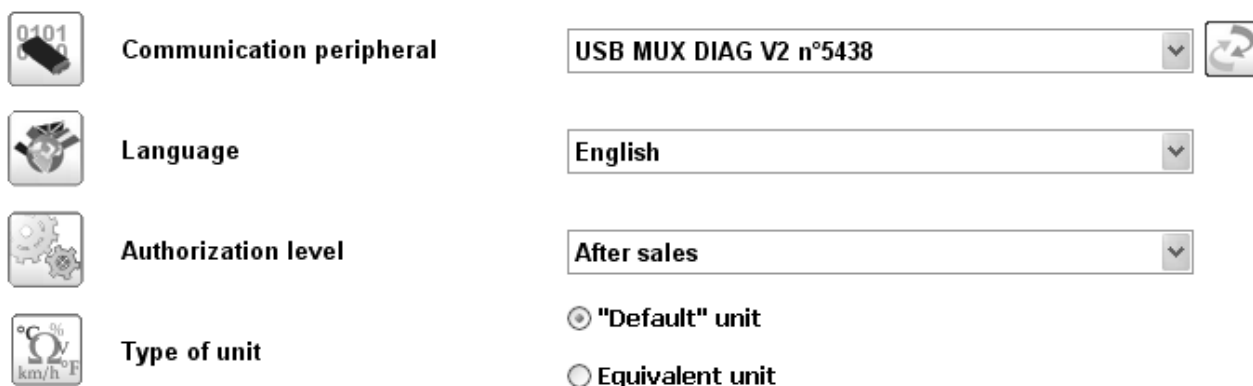 0101
Communication peripheral
USB MUX DIAG V2 n°5438
Language
English
Authorization level
After sales
"Default" unit
°C % Ω V km/h °F
Type of unit
Equivalent unit